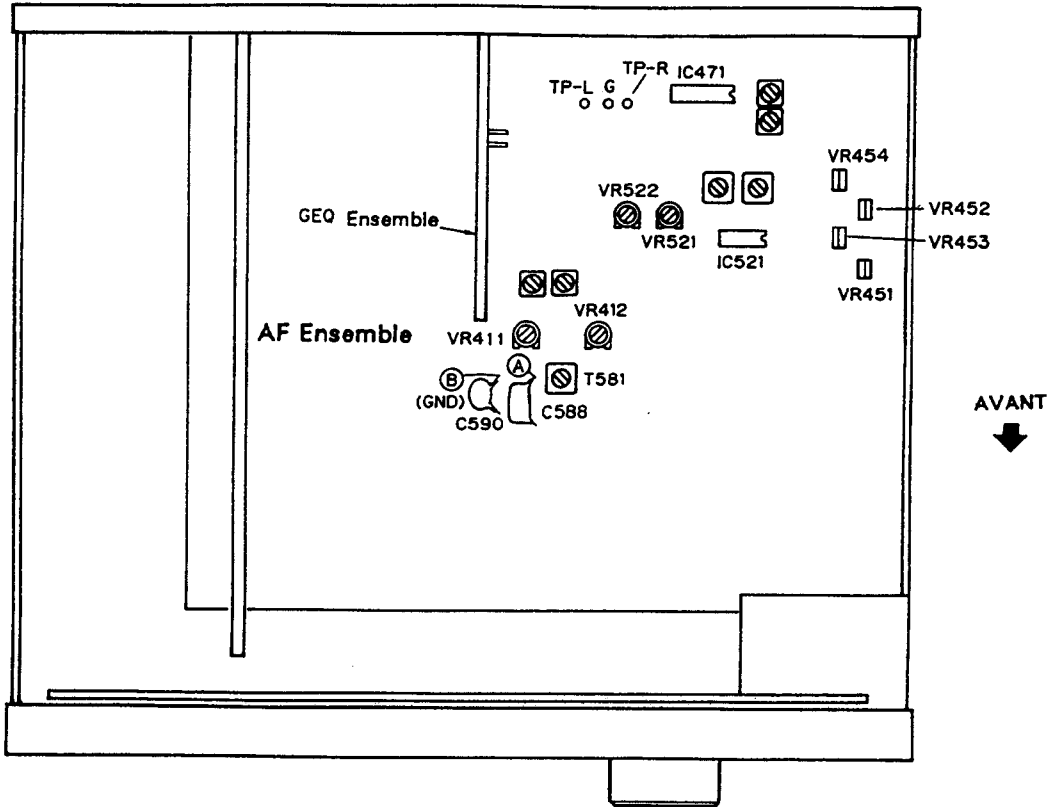 TP-L G TP-R IC471
VR454
VR522
VR452
GEQ Ensemble
VR521
VR453
IC521
VR451
VR412
AF Ensemble
VR411
A
B
T581
(GND)
C590
C588
AVANT